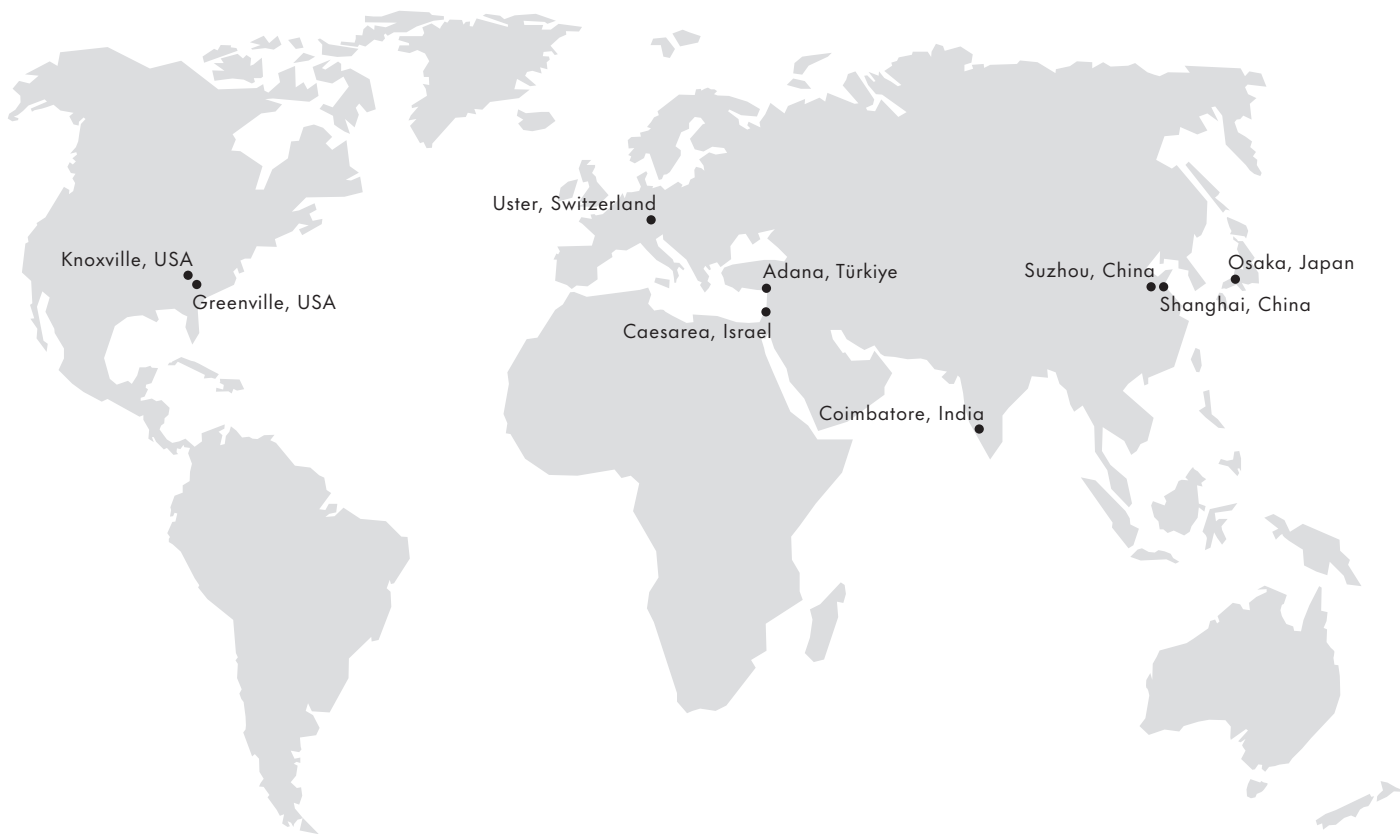 Uster, Switzerland
Knoxville, USA
Greenville, USA
Adana, Türkiye
Caesarea, Israel
Suzhou, China
Osaka, Japan
Shanghai, China
Coimbatore, India